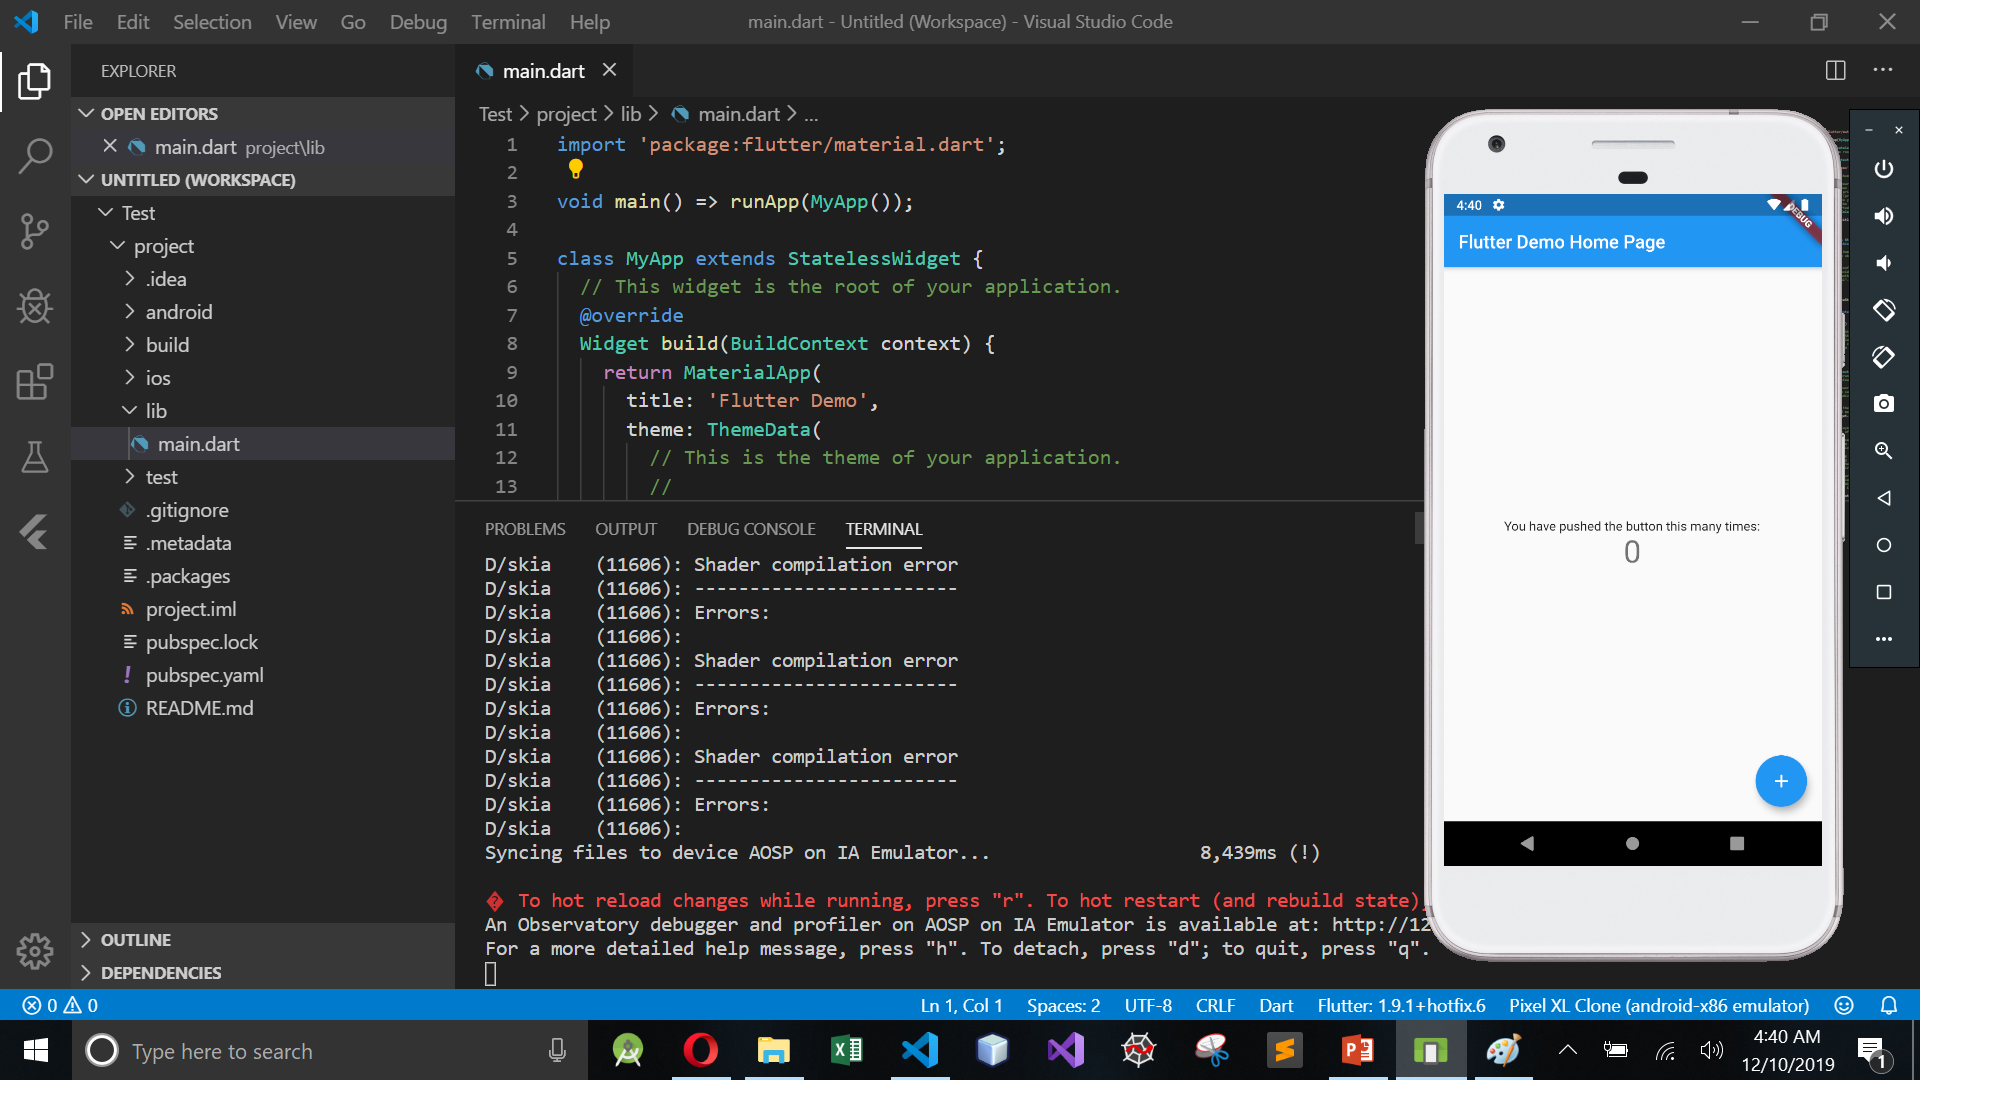 File Edit Selection View Go Debug Terminal Help
main.dart - Untitled (Workspace) - Visual Studio Code
EXPLORER
OPEN EDITORS
main.dart project\lib
UNTITLED (WORKSPACE)
Test
project
.idea
android
build
ios
lib
main.dart
test
.gitignore
.metadata
.packages
project.iml
pubspec.lock
pubspec.yaml
README.md
OUTLINE
DEPENDENCIES
main.dart
Test > project > lib > main.dart > ...
1 import 'package:flutter/material.dart';
2
3 void main() => runApp(MyApp());
4
5 class MyApp extends StatelessWidget {
6 // This widget is the root of your application.
7 @override
8 Widget build(BuildContext context) {
9 return MaterialApp(
10 title: 'Flutter Demo',
11 theme: ThemeData(
12 // This is the theme of your application.
13 //
PROBLEMS OUTPUT DEBUG CONSOLE TERMINAL
D/skia (11606): Shader compilation error
D/skia (11606): ------------------------
D/skia (11606): Errors:
D/skia (11606):
D/skia (11606): Shader compilation error
D/skia (11606): ------------------------
D/skia (11606): Errors:
D/skia (11606):
D/skia (11606): Shader compilation error
D/skia (11606): ------------------------
D/skia (11606): Errors:
D/skia (11606):
Syncing files to device AOSP on IA Emulator... 8,439ms (!)
To hot reload changes while running, press "r". To hot restart (and rebuild state),
An Observatory debugger and profiler on AOSP on IA Emulator is available at: http://12
For a more detailed help message, press "h". To detach, press "d"; to quit, press "q".
4:40
DEBUG
Flutter Demo Home Page
You have pushed the button this many times:
0
+
0 0
Ln 1, Col 1 Spaces: 2 UTF-8 CRLF Dart Flutter: 1.9.1+hotfix.6 Pixel XL Clone (android-x86 emulator)
Type here to search
4:40 AM
12/10/2019
1